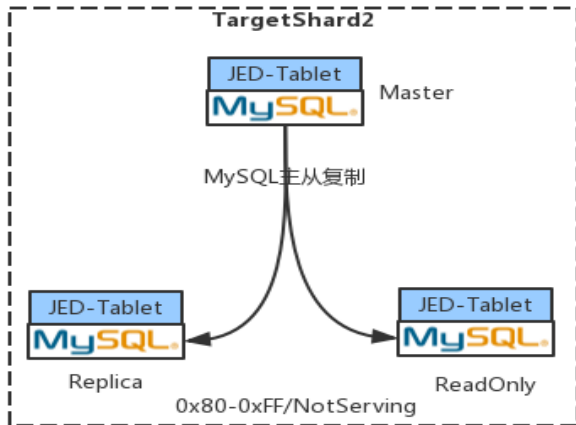 TargetShard2
JED-Tablet
MySQL®
Master
MySQL主从复制
JED-Tablet
MySQL®
Replica
JED-Tablet
MySQL®
ReadOnly
0x80-0xFF/NotServing